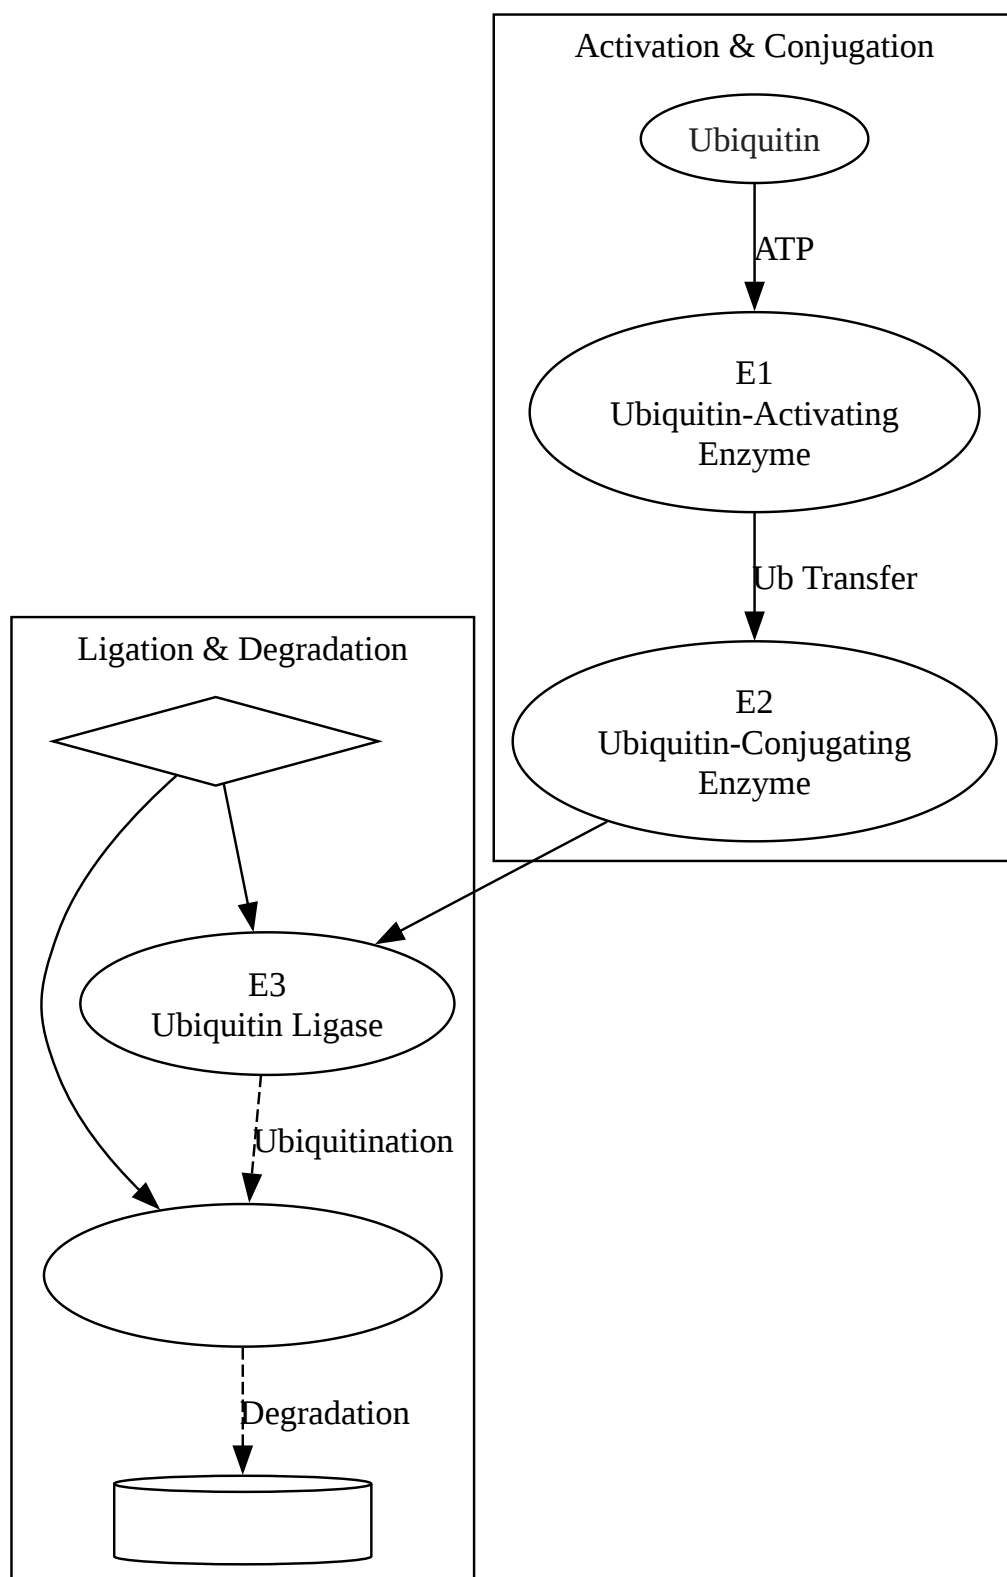 Activation & Conjugation
Ubiquitin
ATP
E1
Ubiquitin-Activating
Enzyme
Ub Transfer
E2
Ubiquitin-Conjugating
Enzyme
Ligation & Degradation
E3
Ubiquitin Ligase
Ubiquitination
Degradation